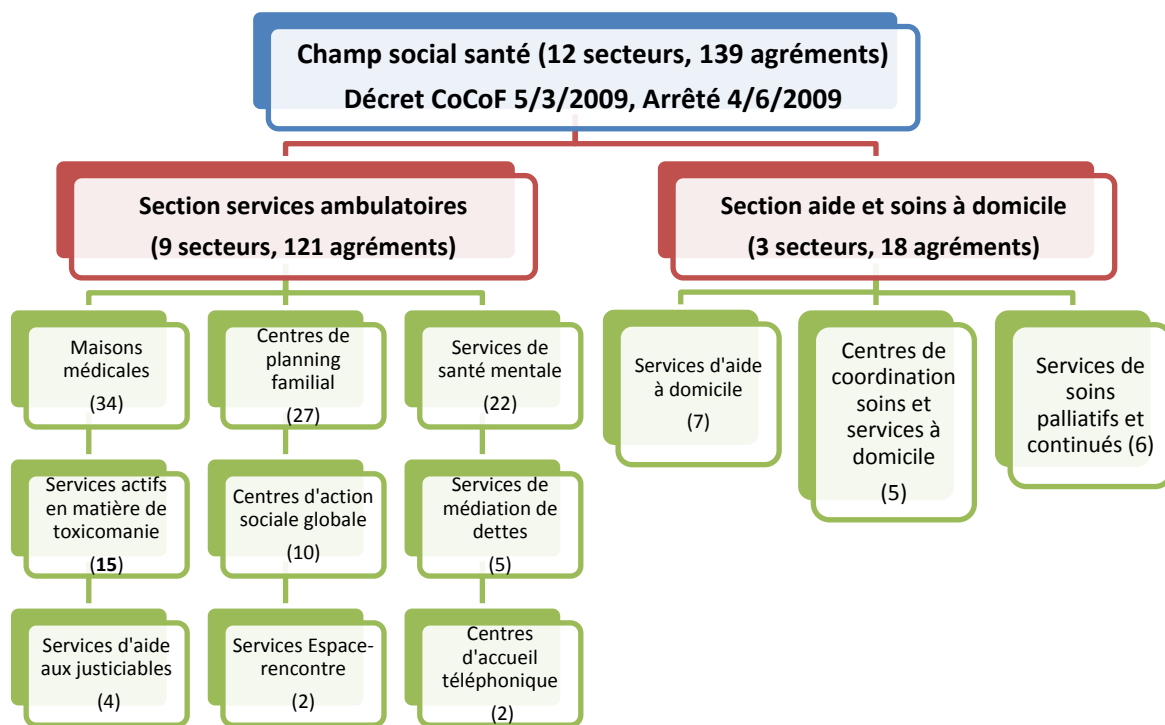 Champ social santé (12 secteurs, 139 agréments)
Décret CoCoF 5/3/2009, Arrêté 4/6/2009
Section services ambulatoires
(9 secteurs, 121 agréments)
Section aide et soins à domicile
(3 secteurs, 18 agréments)
Maisons
médicales
(34)
Centres de
planning
familial
(27)
Services de
santé mentale
(22)
Services d'aide
à domicile
(7)
Centres de
coordination
soins et
services à
domicile
(5)
Services de
soins
palliatifs et
continués (6)
Services actifs
en matière de
toxicomanie
(15)
Centres d'action
sociale globale
(10)
Services de
médiation de
dettes
(5)
Services d'aide
aux justiciables
(4)
Services Espace-
rencontre
(2)
Centres
d'accueil
téléphonique
(2)